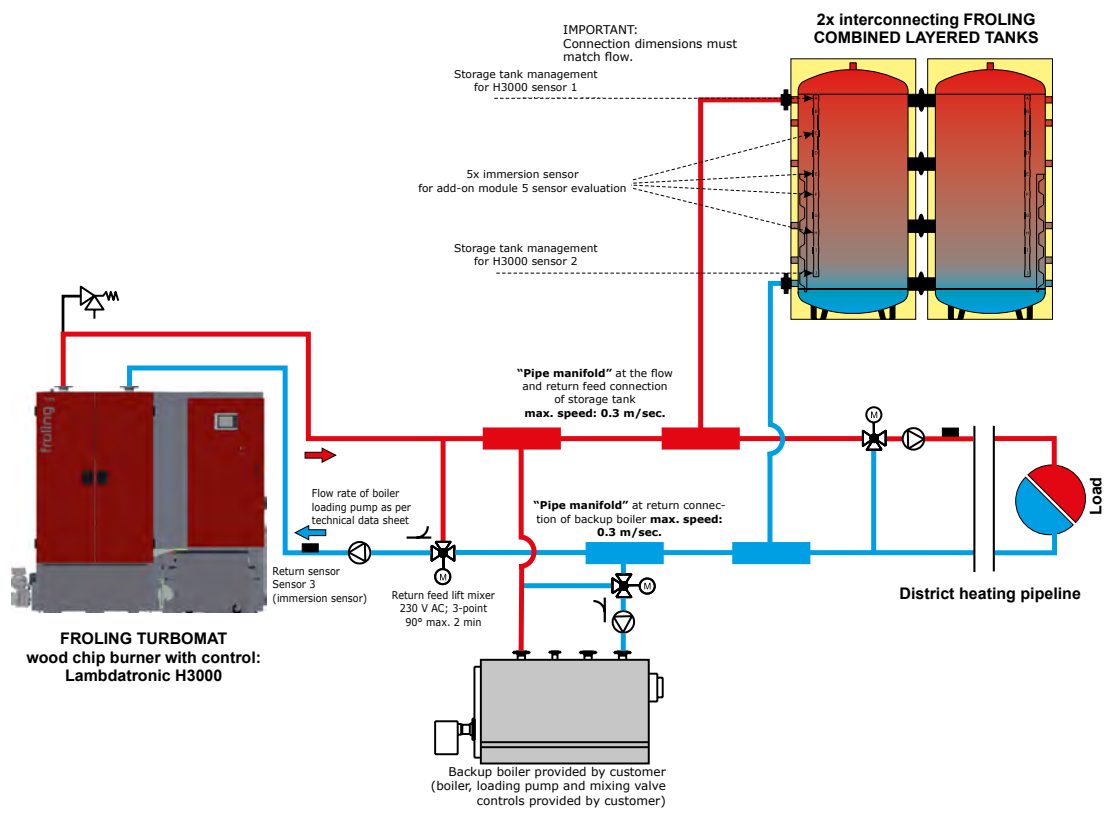 2x interconnecting FROLING
COMBINED LAYERED TANKS
IMPORTANT:
Connection dimensions must
match flow.
Storage tank management
for H3000 sensor 1
5x immersion sensor
for add-on module 5 sensor evaluation
Storage tank management
for H3000 sensor 2
"Pipe manifold" at the flow
and return feed connection
of storage tank
max. speed: 0.3 m/sec.
froling
M
Flow rate of boiler
loading pump as per
technical data sheet
"Pipe manifold" at return connec-
tion of backup boiler max. speed:
0.3 m/sec.
Load
Return sensor
Sensor 3
(immersion sensor)
M
Return feed lift mixer
230 V AC; 3-point
90° max. 2 min
M
District heating pipeline
FROLING TURBOMAT
wood chip burner with control:
Lambdatronic H3000
Backup boiler provided by customer
(boiler, loading pump and mixing valve
controls provided by customer)